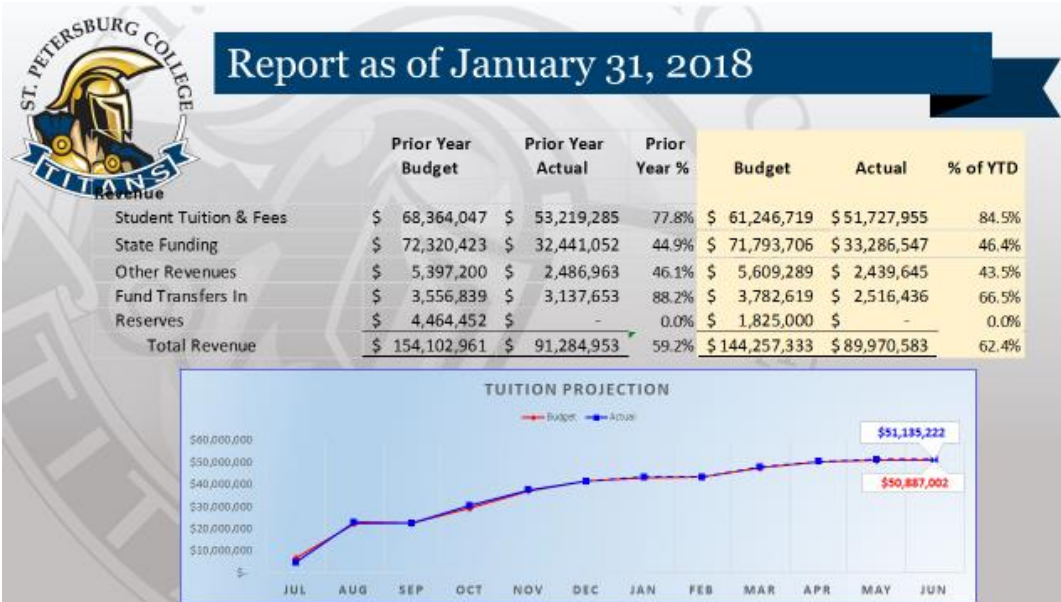 ST. PETERSBURG COLLEGE
TITANS
Report as of January 31, 2018
Prior Year Budget Prior Year Actual Prior Year % Budget Actual % of YTD
Revenue
Student Tuition & Fees $ 68,364,047 $ 53,219,285 77.8% $ 61,246,719 $ 51,727,955 84.5%
State Funding $ 72,320,423 $ 32,441,052 44.9% $ 71,793,706 $ 33,286,547 46.4%
Other Revenues $ 5,397,200 $ 2,486,963 46.1% $ 5,609,289 $ 2,439,645 43.5%
Fund Transfers In $ 3,556,839 $ 3,137,653 88.2% $ 3,782,619 $ 2,516,436 66.5%
Reserves $ 4,464,452 $ - 0.0% $ 1,825,000 $ - 0.0%
Total Revenue $ 154,102,961 $ 91,284,953 59.2% $ 144,257,333 $ 89,970,583 62.4%
TUITION PROJECTION
Budget Actual
$60,000,000
$50,000,000
$40,000,000
$30,000,000
$20,000,000
$10,000,000
$-
$51,135,222
$50,887,002
JUL AUG SEP OCT NOV DEC JAN FEB MAR APR MAY JUN